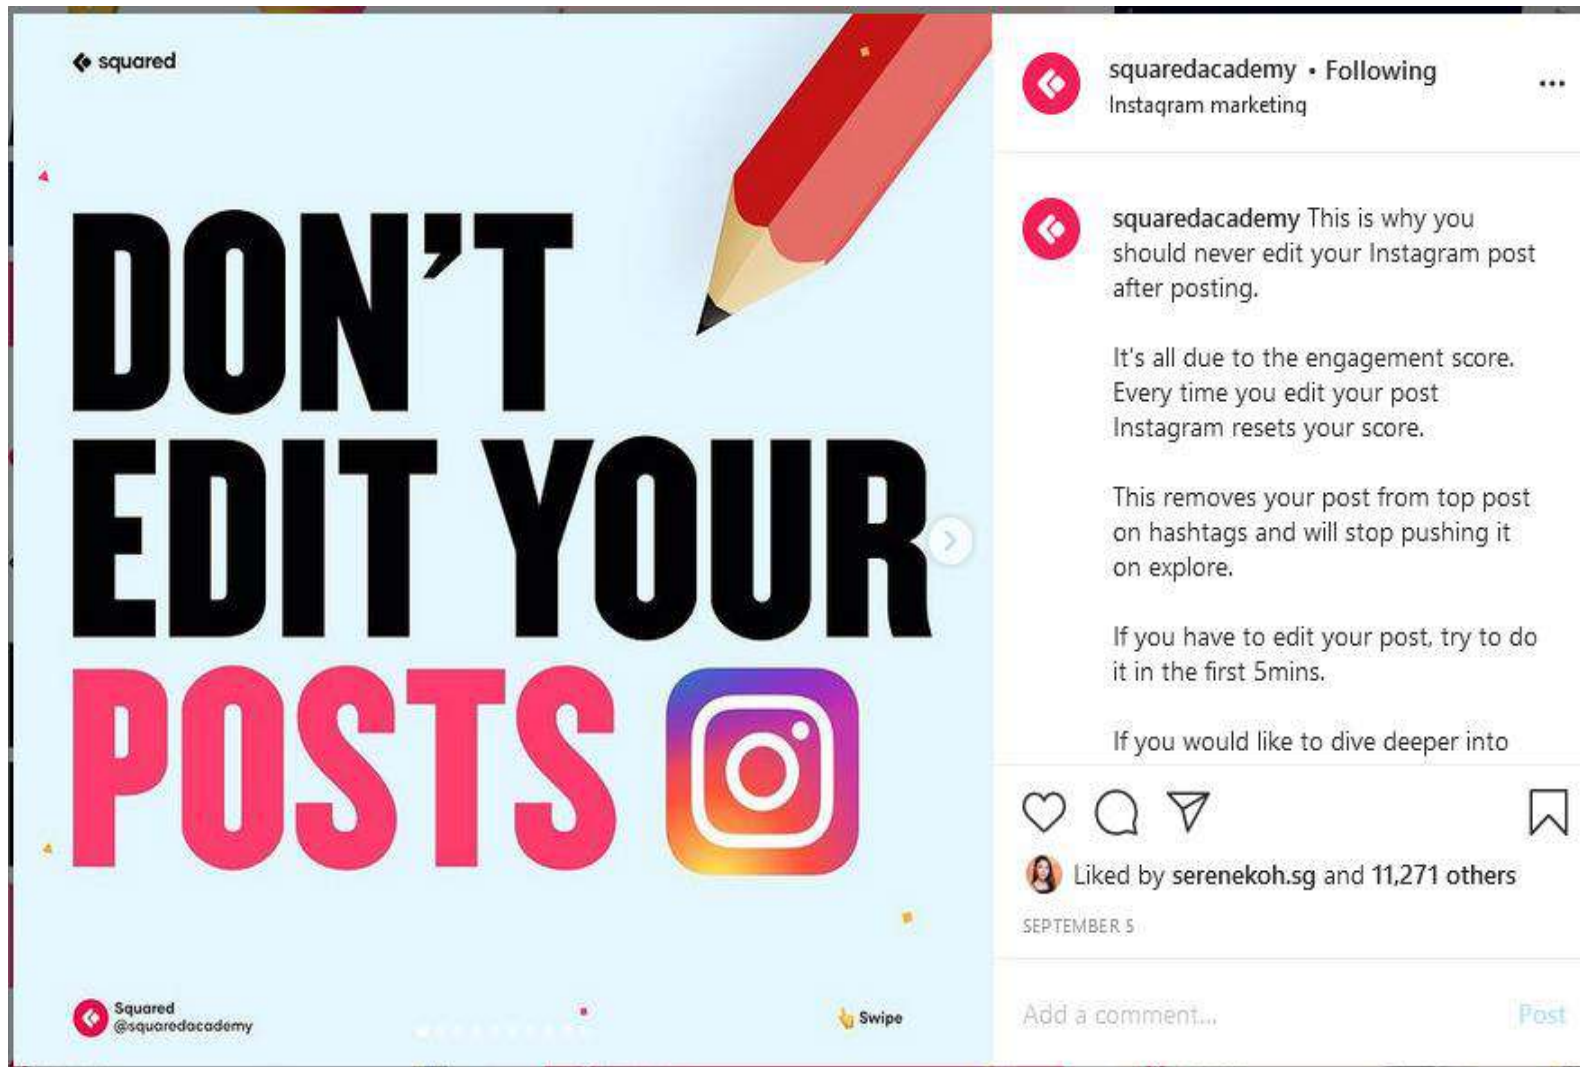 squared
DON'T
EDIT YOUR
POSTS
Squared
@squaredacademy
Swipe
squaredacademy • Following
Instagram marketing
squaredacademy This is why you
should never edit your Instagram post
after posting.
It's all due to the engagement score.
Every time you edit your post
Instagram resets your score.
This removes your post from top post
on hashtags and will stop pushing it
on explore.
If you have to edit your post, try to do
it in the first 5mins.
If you would like to dive deeper into
Liked by serenekoh.sg and 11,271 others
SEPTEMBER 5
Add a comment...
Post